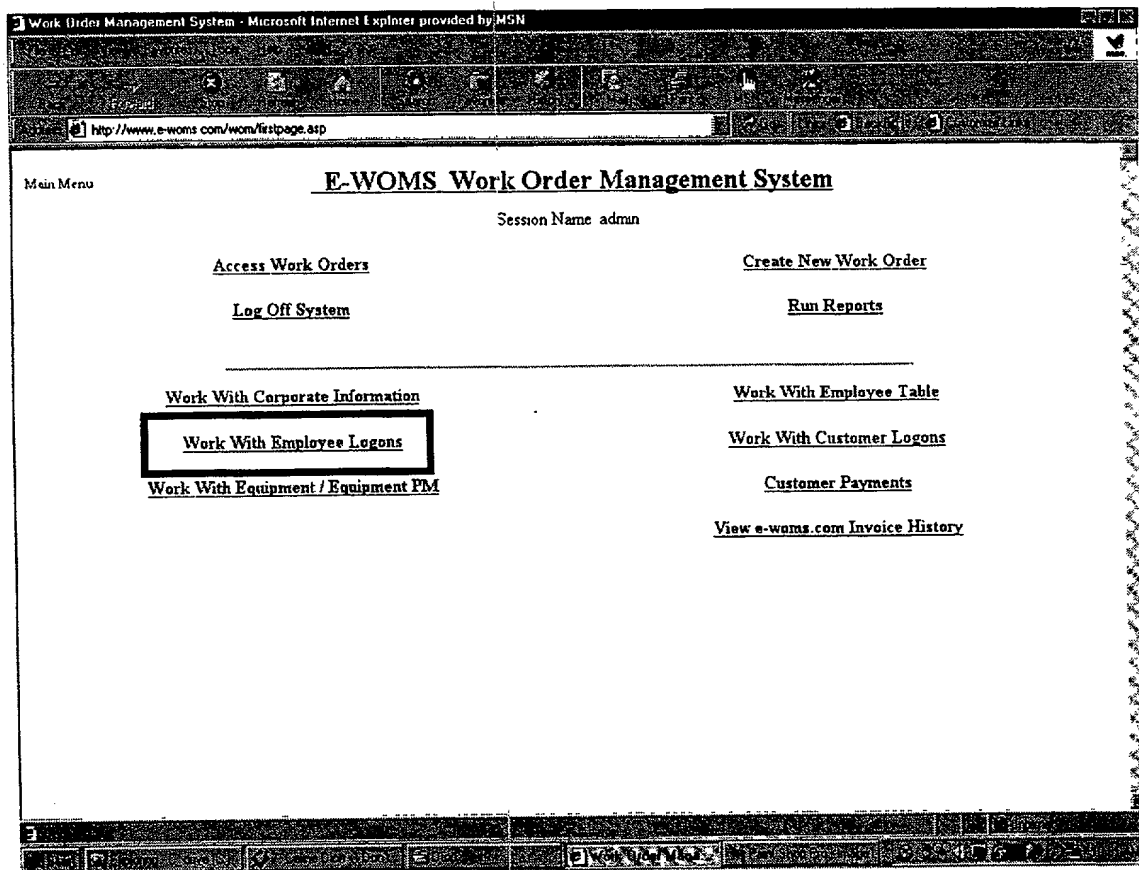 Work Order Management System - Microsoft Internet Explorer provided by MSN
http://www.e-woms com/wom/firstpage.asp
Main Menu
E-WOMS Work Order Management System
Session Name admin
Access Work Orders
Create New Work Order
Log Off System
Run Reports
Work With Corporate Information
Work With Employee Table
Work With Employee Logons
Work With Customer Logons
Work With Equipment / Equipment PM
Customer Payments
View e-woms.com Invoice History